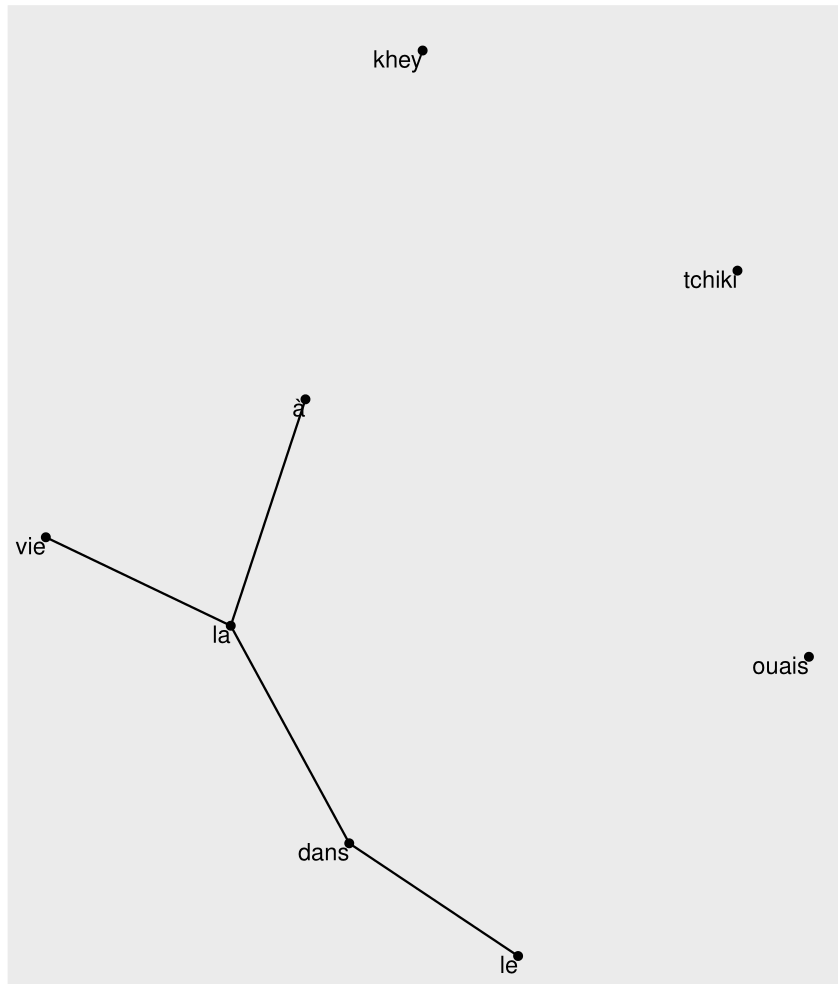 khey
tchiki
à
vie
la
ouais
dans
le